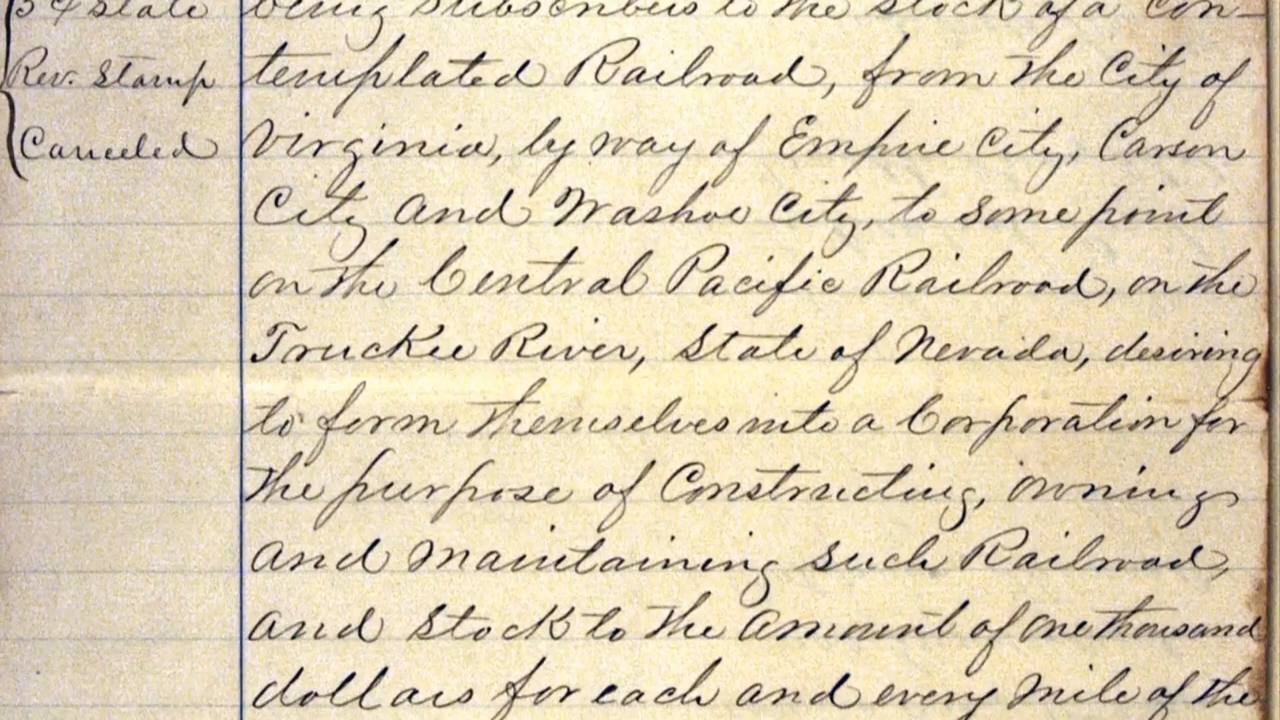 State
Rev. Stamp
Canceled
being subscribers to the stock of a Con-
templated Railroad, from the City of
Virginia, by way of Empire City, Carson
City and Washoe City, to some point
on the Central Pacific Railroad, on the
Truckee River, State of Nevada, desiring
to form themselves into a Corporation for
the purpose of Constructing, owning
and maintaining such Railroad,
and Stock to the amount of one thousand
dollars for each and every mile of the